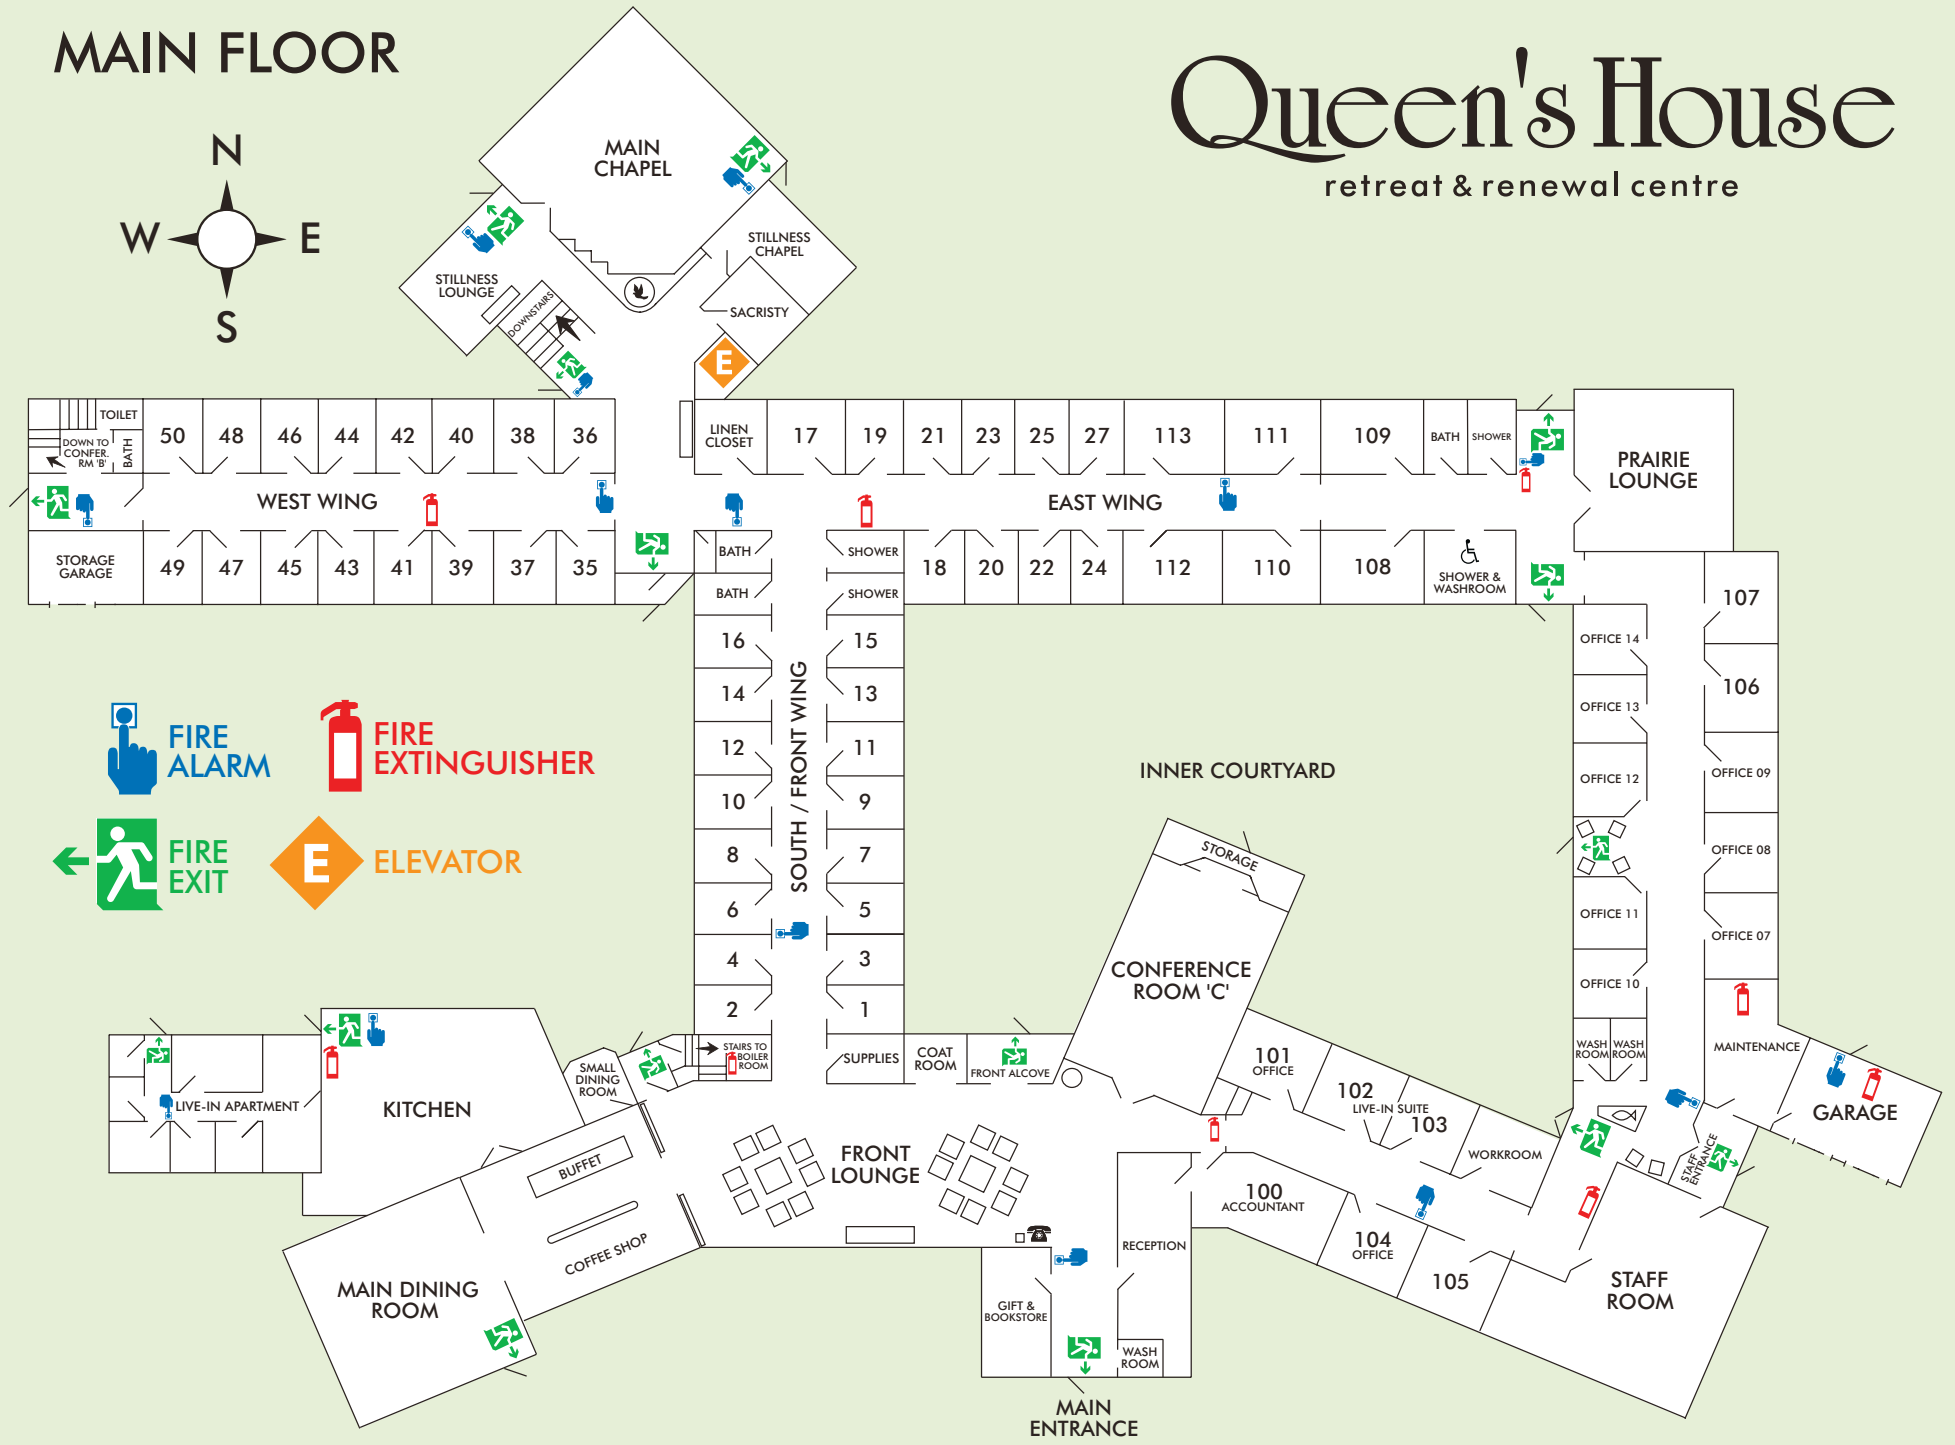 MAIN FLOOR
Queen's House
retreat & renewal centre
N
W
E
S
MAIN
CHAPEL
STILLNESS
CHAPEL
STILLNESS
LOUNGE
DOWNSTAIRS
SACRISTY
E
TOILET
DOWN TO
CONFER.
RM 'B'
BATH
50
48
46
44
42
40
38
36
WEST WING
STORAGE
GARAGE
49
47
45
43
41
39
37
35
LINEN
CLOSET
17
19
21
23
25
27
113
111
109
BATH
SHOWER
EAST WING
PRAIRIE
LOUNGE
BATH
SHOWER
18
20
22
24
112
110
108
SHOWER &
WASHROOM
BATH
SHOWER
16
15
14
13
12
11
10
9
8
7
6
5
4
3
2
1
SOUTH / FRONT WING
FIRE
ALARM
FIRE
EXTINGUISHER
FIRE
EXIT
E
ELEVATOR
INNER COURTYARD
107
106
OFFICE 14
OFFICE 13
OFFICE 12
OFFICE 09
OFFICE 08
OFFICE 11
OFFICE 07
OFFICE 10
WASH
ROOM
WASH
ROOM
MAINTENANCE
GARAGE
STORAGE
CONFERENCE
ROOM 'C'
STAIRS TO
BOILER
ROOM
SUPPLIES
COAT
ROOM
FRONT ALCOVE
SMALL
DINING
ROOM
LIVE-IN APARTMENT
KITCHEN
BUFFET
COFFEE SHOP
MAIN DINING
ROOM
FRONT
LOUNGE
101
OFFICE
102
LIVE-IN SUITE
103
WORKROOM
STAFF
ENTRANCE
100
ACCOUNTANT
104
OFFICE
105
STAFF
ROOM
RECEPTION
GIFT &
BOOKSTORE
WASH
ROOM
MAIN
ENTRANCE